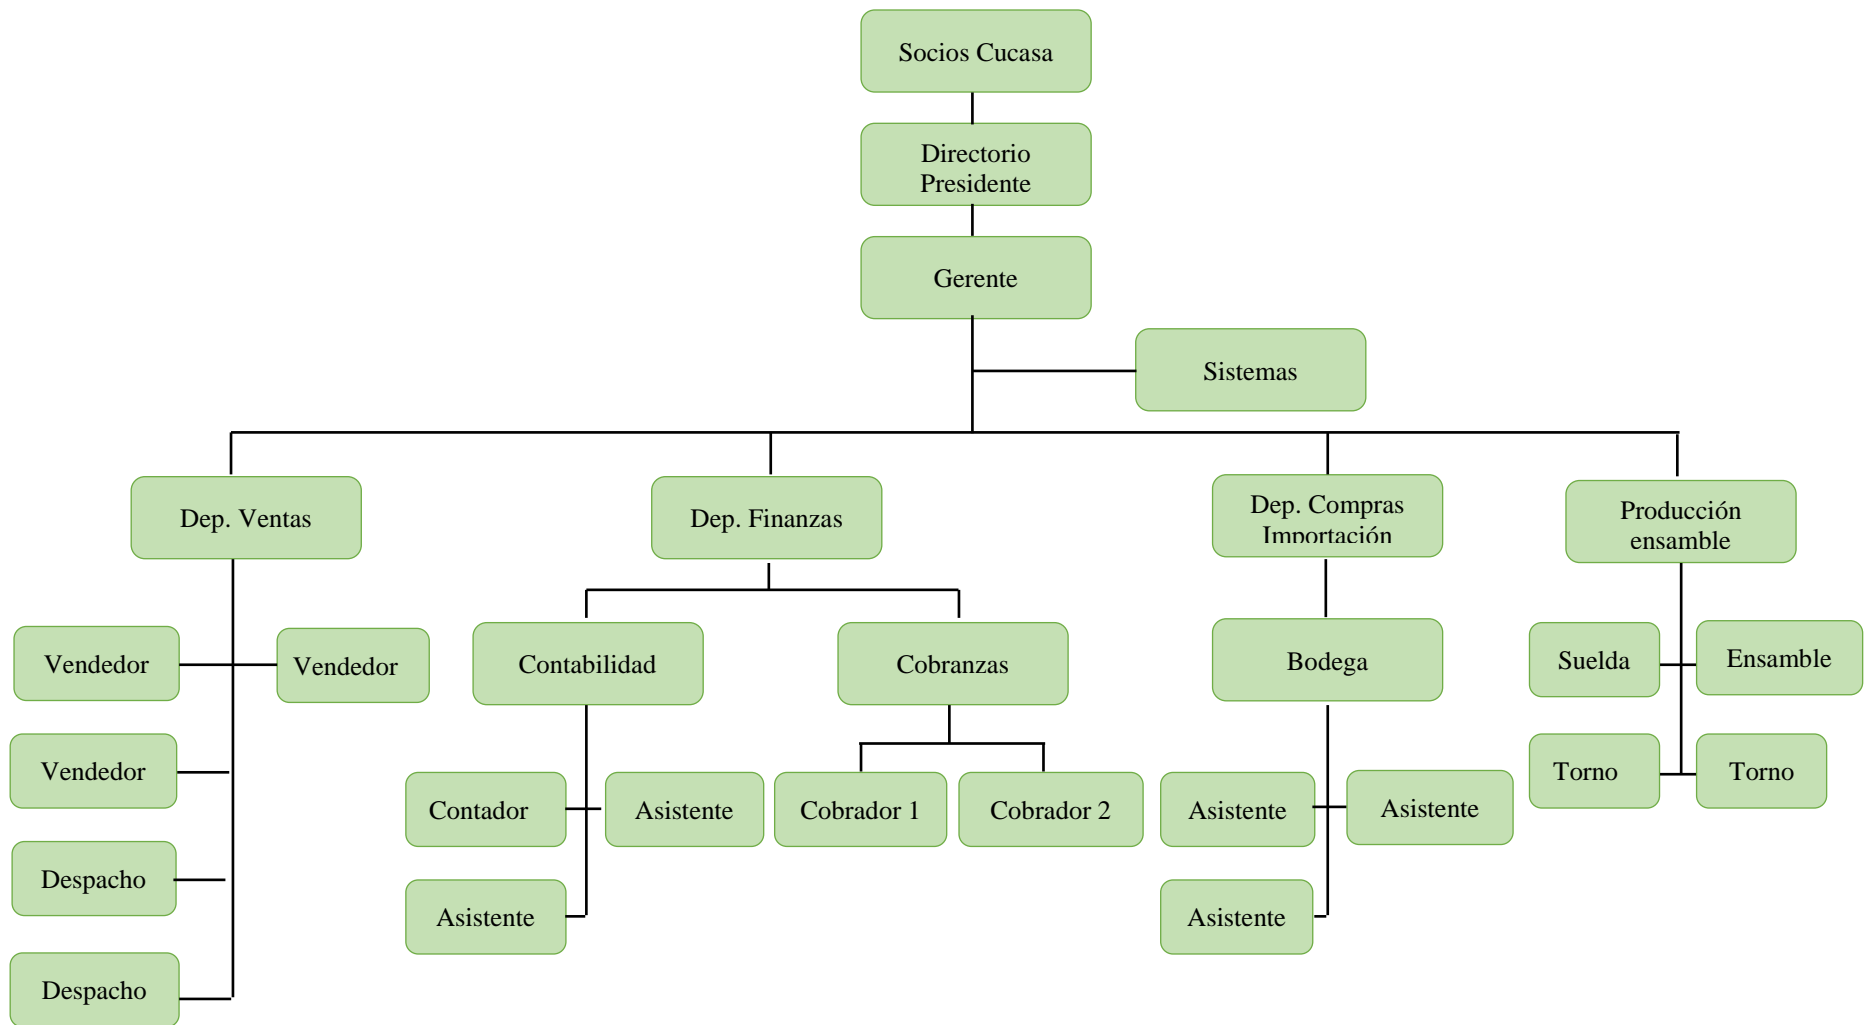 Socios Cucasa
Directorio
Presidente
Gerente
Sistemas
Dep. Ventas
Dep. Finanzas
Dep. Compras
Importación
Producción
ensamble
Vendedor
Vendedor
Contabilidad
Cobranzas
Bodega
Suelda
Ensamble
Vendedor
Torno
Torno
Contador
Asistente
Cobrador 1
Cobrador 2
Asistente
Asistente
Despacho
Asistente
Asistente
Despacho